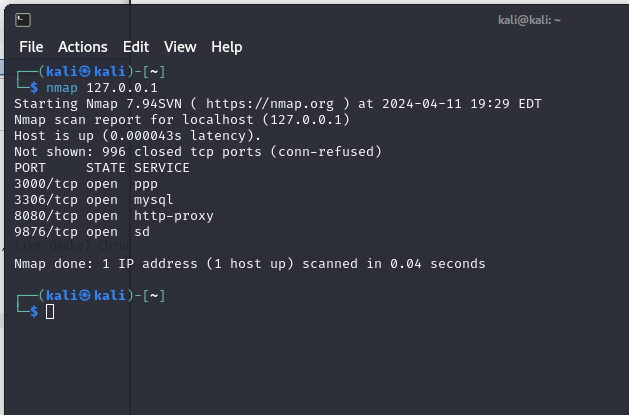 kali@kali: ~
File Actions Edit View Help
┌──(kali㉿kali)-[~]
└─$ nmap 127.0.0.1
Starting Nmap 7.94SVN ( https://nmap.org ) at 2024-04-11 19:29 EDT
Nmap scan report for localhost (127.0.0.1)
Host is up (0.000043s latency).
Not shown: 996 closed tcp ports (conn-refused)
PORT     STATE SERVICE
3000/tcp open  ppp
3306/tcp open  mysql
8080/tcp open  http-proxy
9876/tcp open  sd
, like Gecko) Chro
Nmap done: 1 IP address (1 host up) scanned in 0.04 seconds
┌──(kali㉿kali)-[~]
└─$